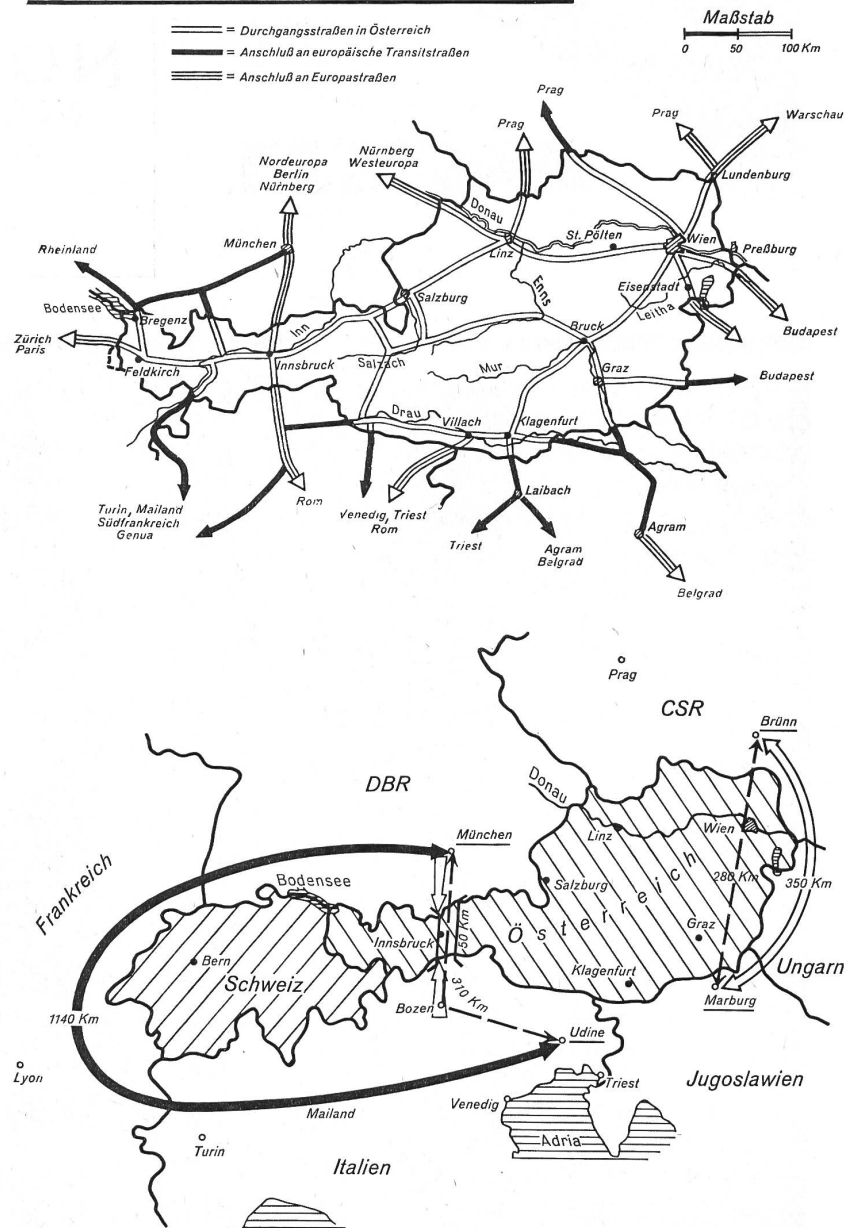 = Durchgangsstraßen in Österreich
= Anschluß an europäische Transitstraßen
= Anschluß an Europastraßen
Maßstab
0 50 100 Km
Prag
Prag
Prag
Warschau
Nordeuropa
Berlin
Nürnberg
Nürnberg
Westeuropa
Lundenburg
Donau
München
Linz
St. Pölten
Wien
Preßburg
Rheinland
Enns
Eisenstadt
Leitha
Bodensee
Salzburg
Bregenz
Inn
Zürich
Paris
Bruck
Budapest
Feldkirch
Innsbruck
Salzach
Mur
Graz
Budapest
Drau
Villach
Klagenfurt
Laibach
Rom
Turin, Mailand
Südfrankreich
Genua
Venedig, Triest
Rom
Triest
Agram
Belgrad
Agram
Belgrad
Prag
CSR
Brünn
DBR
Donau
München
Linz
Wien
Frankreich
Bodensee
Salzburg
280 Km
350 Km
Österreich
50 Km
Innsbruck
Graz
Bern
Schweiz
Klagenfurt
Ungarn
310 Km
Bozen
Marburg
1140 Km
Udine
Lyon
Triest
Jugoslawien
Venedig
Mailand
Adria
Turin
Italien